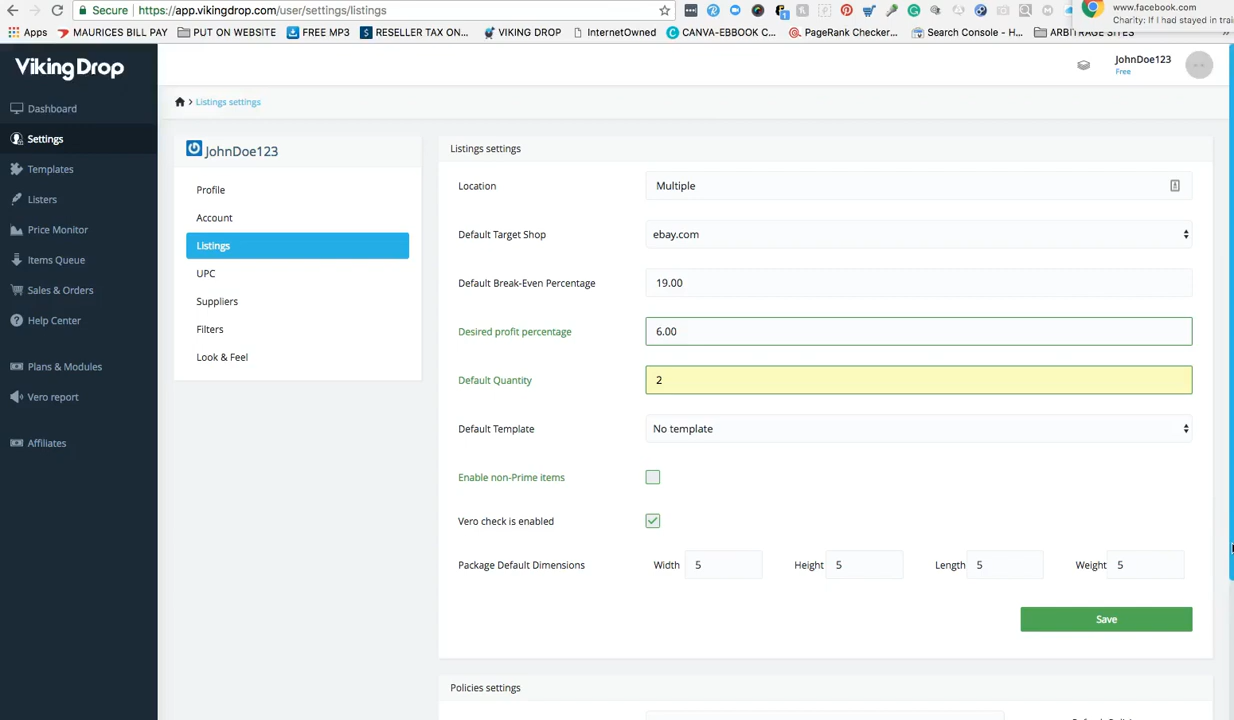 Secure https://app.vikingdrop.com/user/settings/listings
www.facebook.com
Charity: If I had stayed in trai
Apps MAURICES BILL PAY PUT ON WEBSITE FREE MP3 RESELLER TAX ON... VIKING DROP InternetOwned CANVA-EBOOK C... PageRank Checker... Search Console - H... ARBITRAGE SITES »
VikingDrop
JohnDoe123
Free
Dashboard
Settings
Templates
Listers
Price Monitor
Items Queue
Sales & Orders
Help Center
Plans & Modules
Vero report
Affiliates
Listings settings
JohnDoe123
Profile
Account
Listings
UPC
Suppliers
Filters
Look & Feel
Listings settings
Location Multiple
Default Target Shop ebay.com
Default Break-Even Percentage 19.00
Desired profit percentage 6.00
Default Quantity 2
Default Template No template
Enable non-Prime items
Vero check is enabled
Package Default Dimensions Width 5 Height 5 Length 5 Weight 5
Save
Policies settings